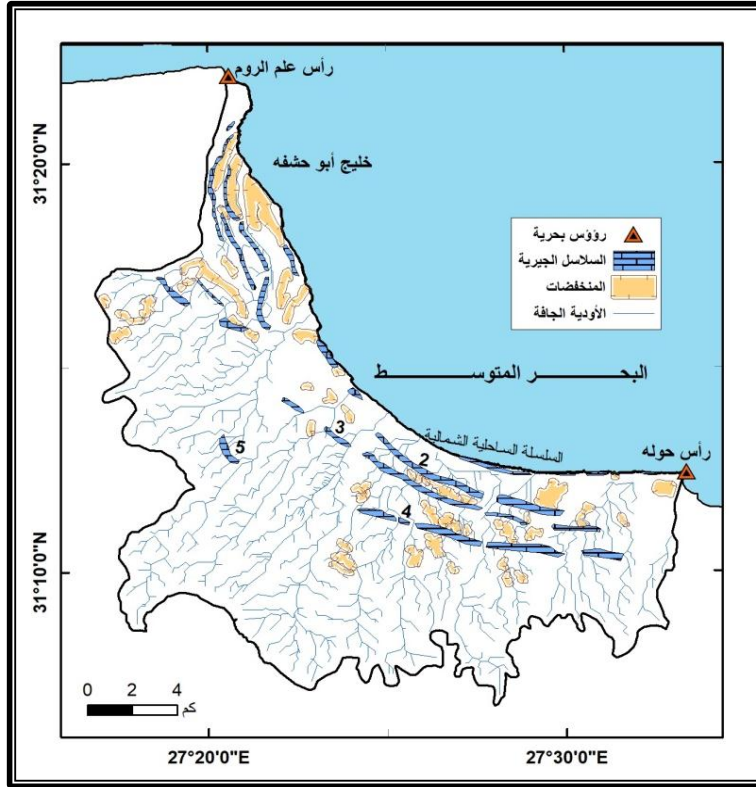 رأس علم الروم
31°20'0"N
خليج أبو حشفه
رؤوس بحرية
السلاسل الجيرية
المنخفضات
الأودية الجافة
البحر المتوسط
3
السلسلة الساحلية الشمالية
5
2
رأس حوله
4
31°10'0"N
0 2 4
كم
27°20'0"E 27°30'0"E